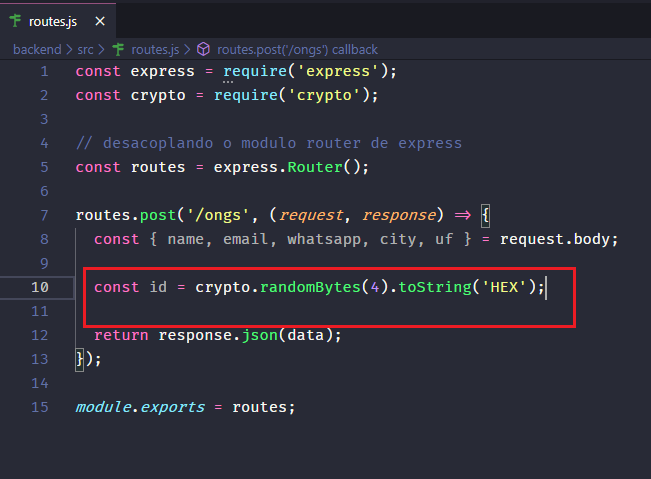 routes.js ×
backend > src > routes.js > routes.post('/ongs') callback
1 const express = require('express');
2 const crypto = require('crypto');
3
4 // desacoplando o modulo router de express
5 const routes = express.Router();
6
7 routes.post('/ongs', (request, response) => {
8 const { name, email, whatsapp, city, uf } = request.body;
9
10 const id = crypto.randomBytes(4).toString('HEX');
11
12 return response.json(data);
13 });
14
15 module.exports = routes;